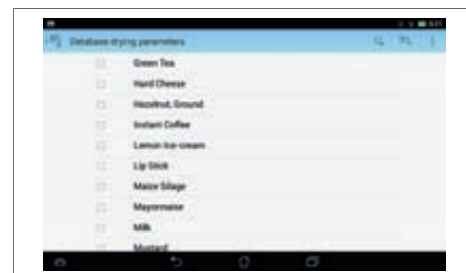 Database drying parameters
Green Tea
Hard Cheese
Hazelnut, Ground
Instant Coffee
Lemon Ice-cream
Lip Stick
Maize Silage
Mayonnaise
Milk
Mustard